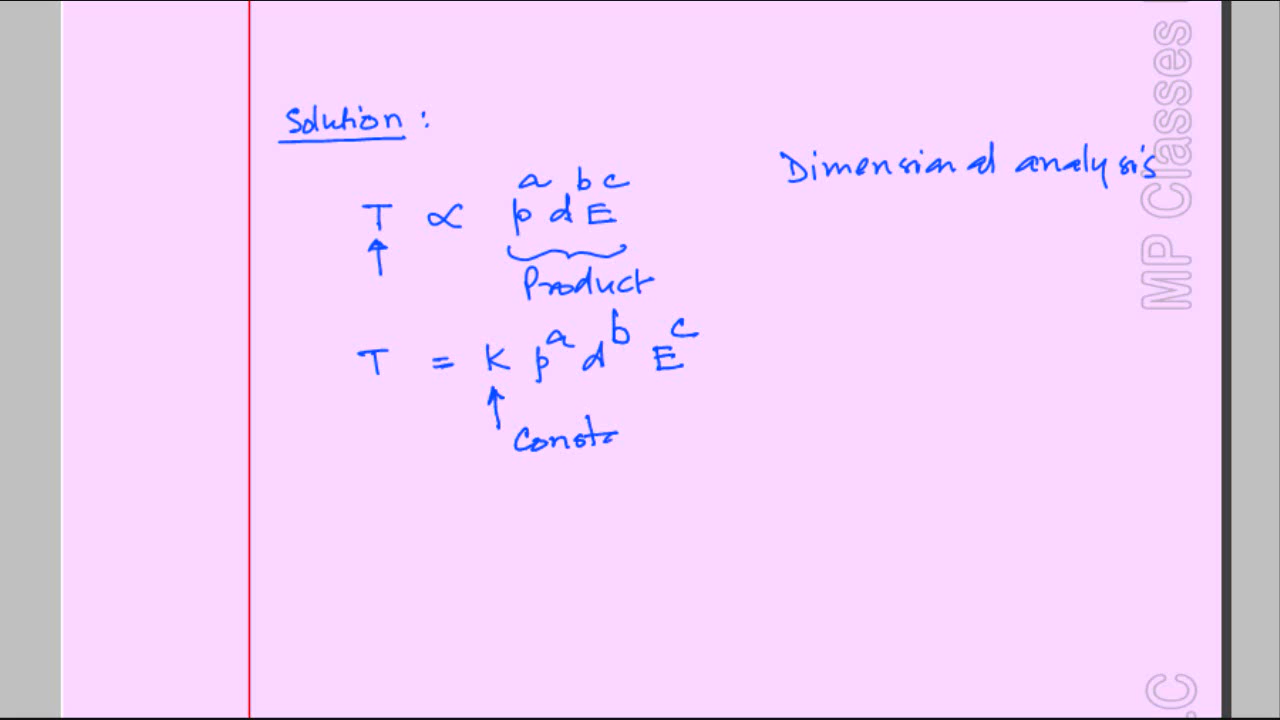 Solution :
Dimensional analysis
T ∝ p^a d^b E^c
Product
T = K p^a d^b E^c
Const
MP Classes
.C